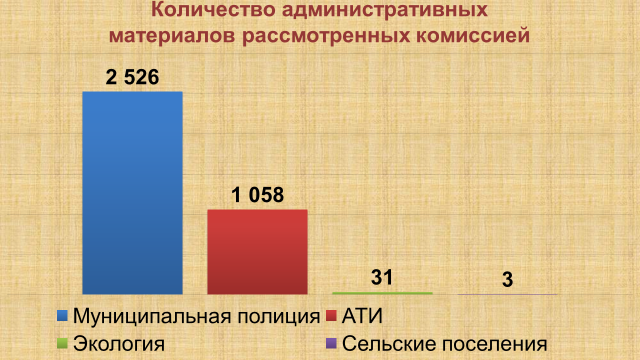 Количество административных
материалов рассмотренных комиссией
2 526
1 058
31
3
Муниципальная полиция АТИ
Экология Сельские поселения